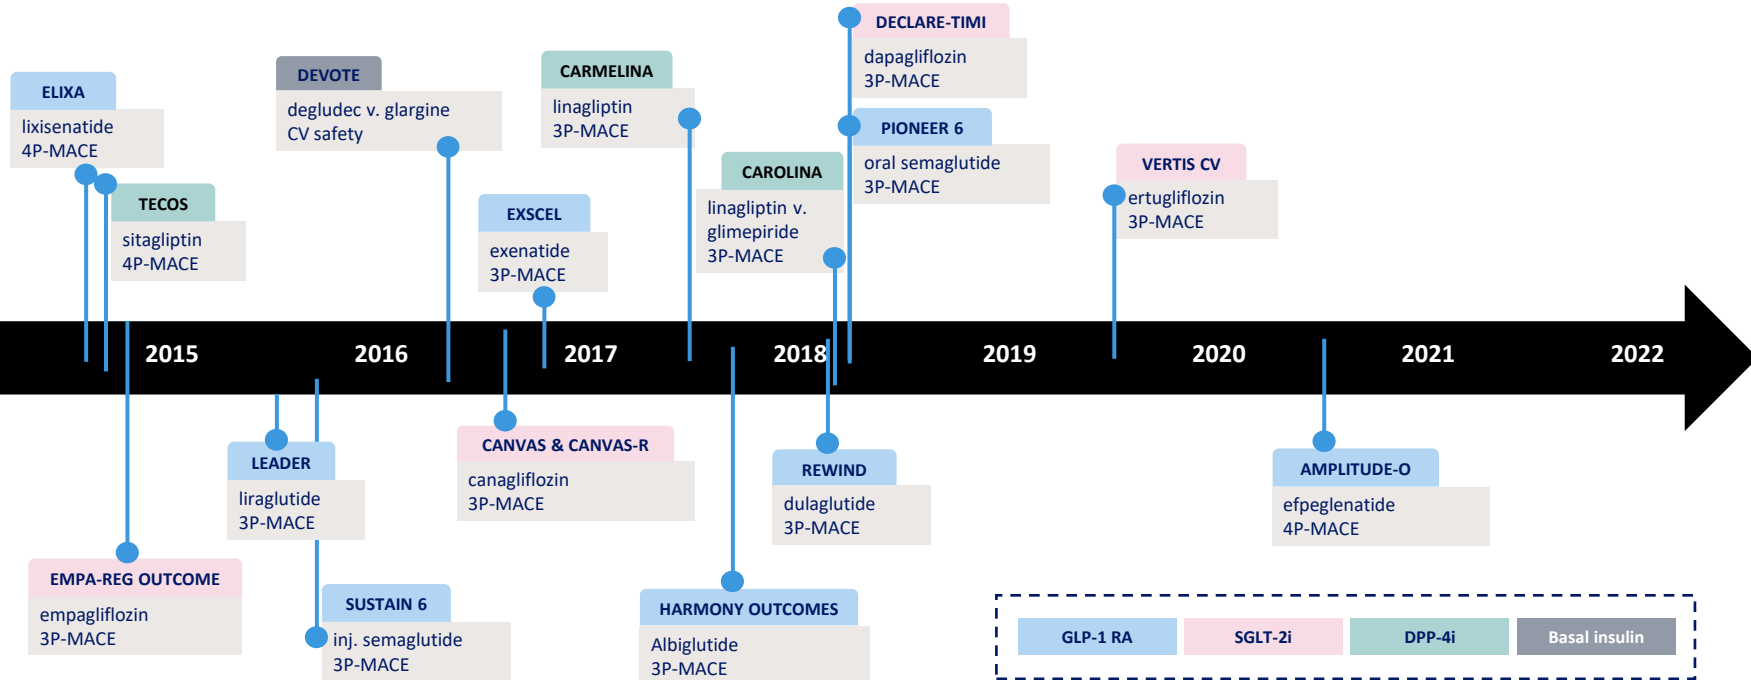 DECLARE-TIMI
dapagliflozin
3P-MACE
DEVOTE
degludec v. glargine
CV safety
CARMELINA
linagliptin
3P-MACE
ELIXA
lixisenatide
4P-MACE
PIONEER 6
oral semaglutide
3P-MACE
CAROLINA
linagliptin v.
glimepiride
3P-MACE
VERTIS CV
ertugliflozin
3P-MACE
TECOS
sitagliptin
4P-MACE
EXSCEL
exenatide
3P-MACE
2015
2016
2017
2018
2019
2020
2021
2022
LEADER
liraglutide
3P-MACE
CANVAS & CANVAS-R
canagliflozin
3P-MACE
REWIND
dulaglutide
3P-MACE
AMPLITUDE-O
efpeglenatide
4P-MACE
EMPA-REG OUTCOME
empagliflozin
3P-MACE
SUSTAIN 6
inj. semaglutide
3P-MACE
HARMONY OUTCOMES
Albiglutide
3P-MACE
GLP-1 RA
SGLT-2i
DPP-4i
Basal insulin